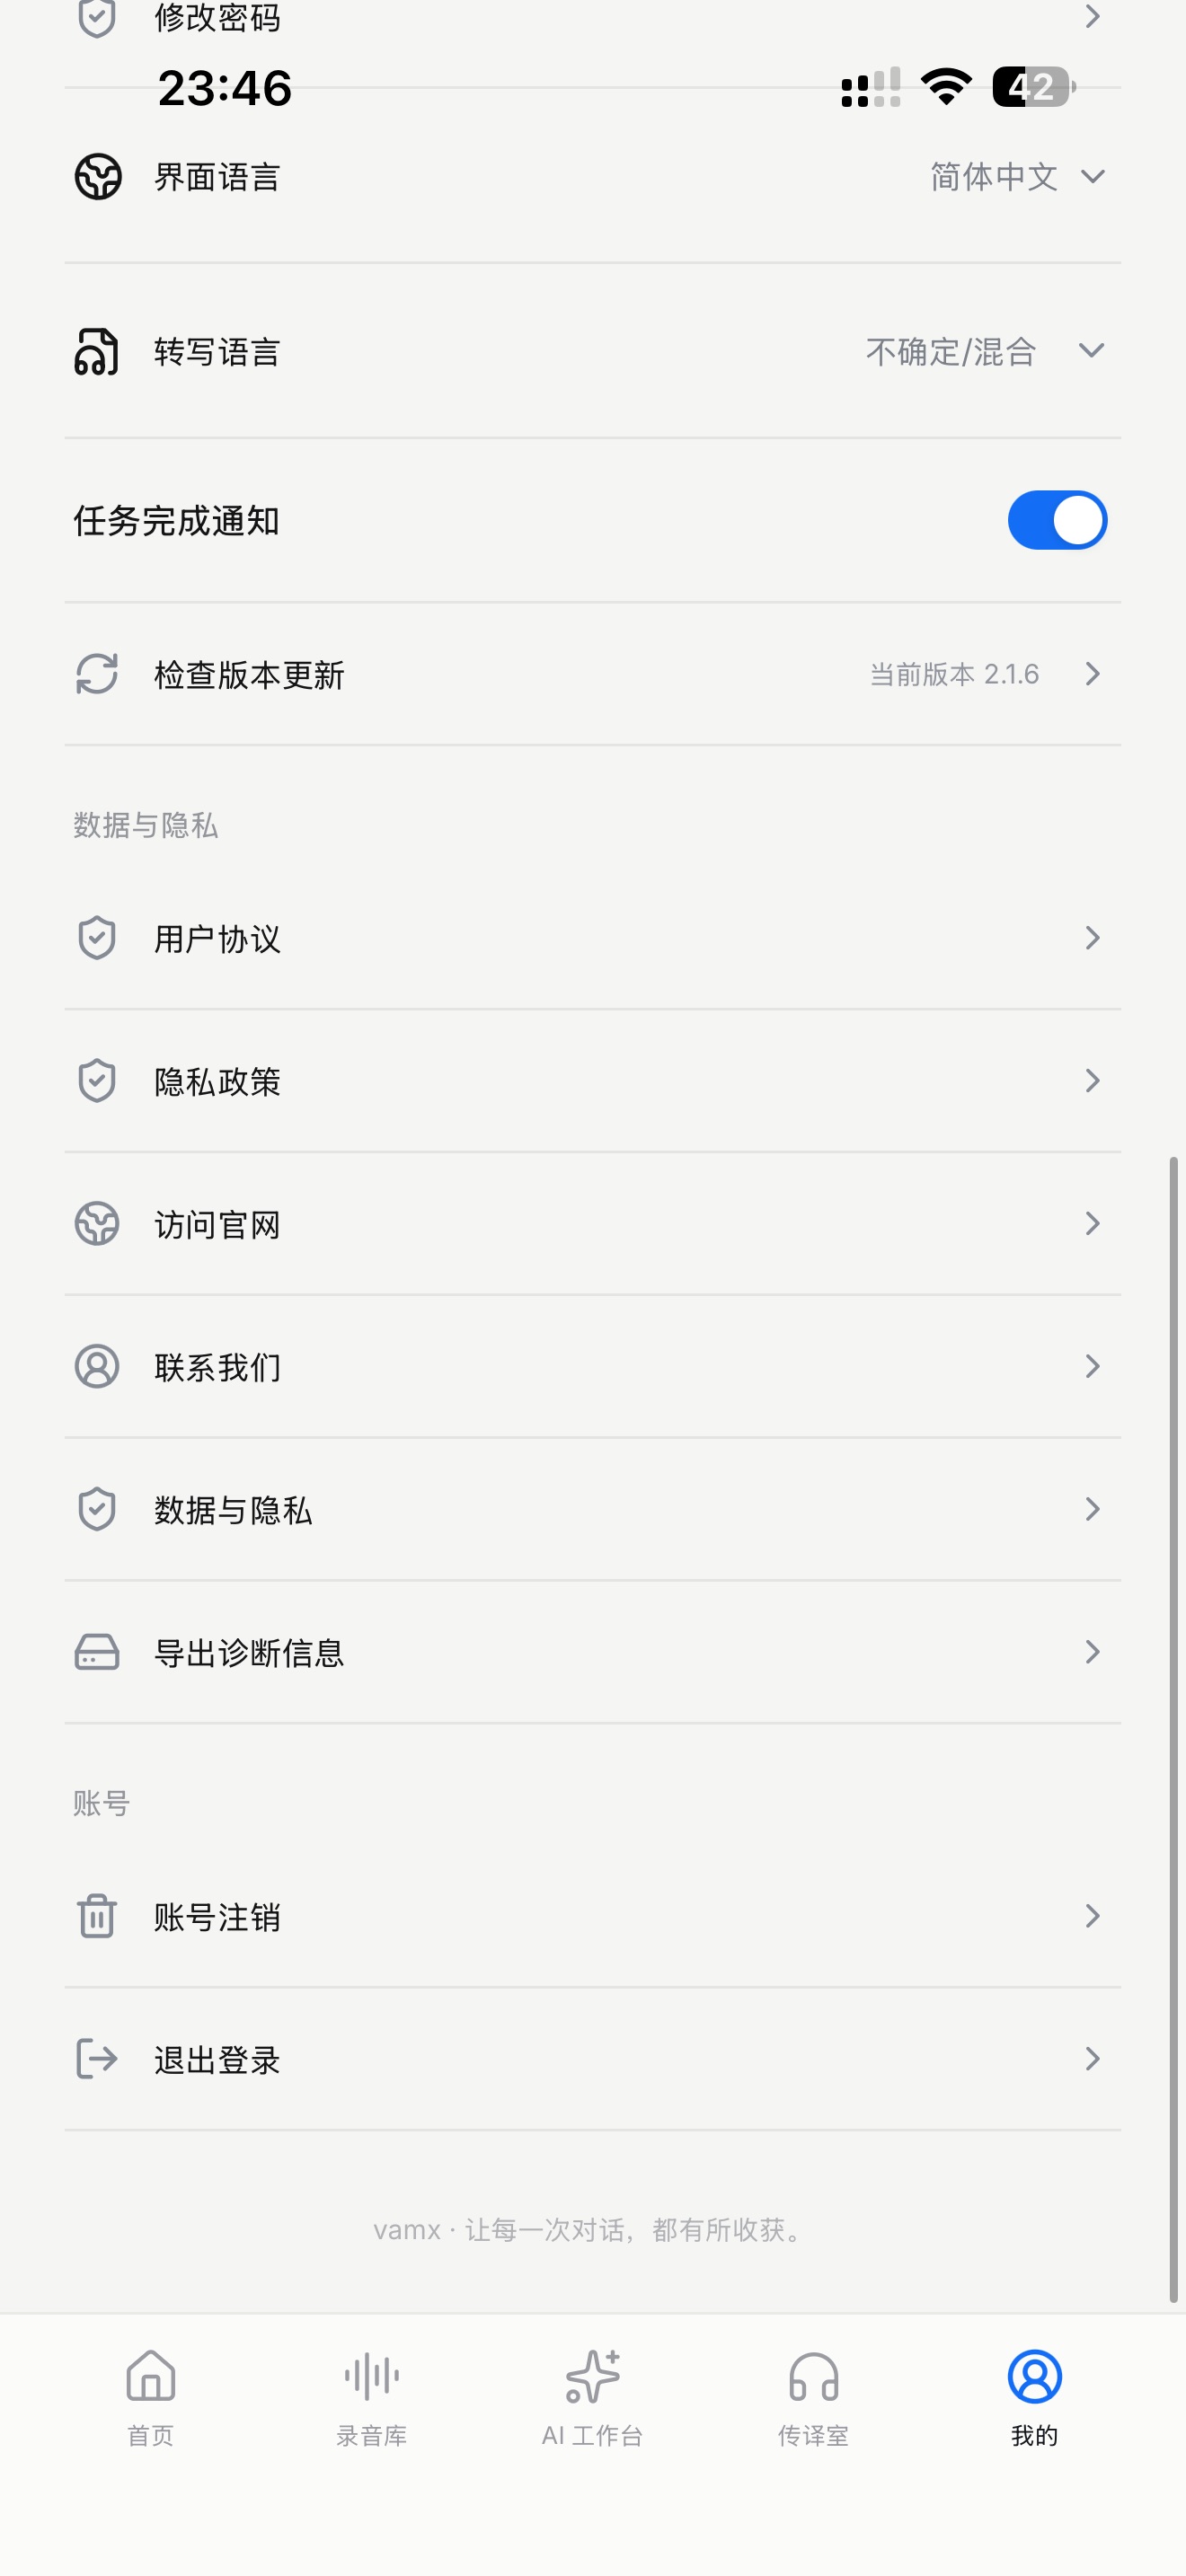 修改密码
23:46
42
界面语言
简体中文
转写语言
不确定/混合
任务完成通知
检查版本更新
当前版本 2.1.6
数据与隐私
用户协议
隐私政策
访问官网
联系我们
数据与隐私
导出诊断信息
账号
账号注销
退出登录
vamx · 让每一次对话，都有所收获。
首页
录音库
AI 工作台
传译室
我的